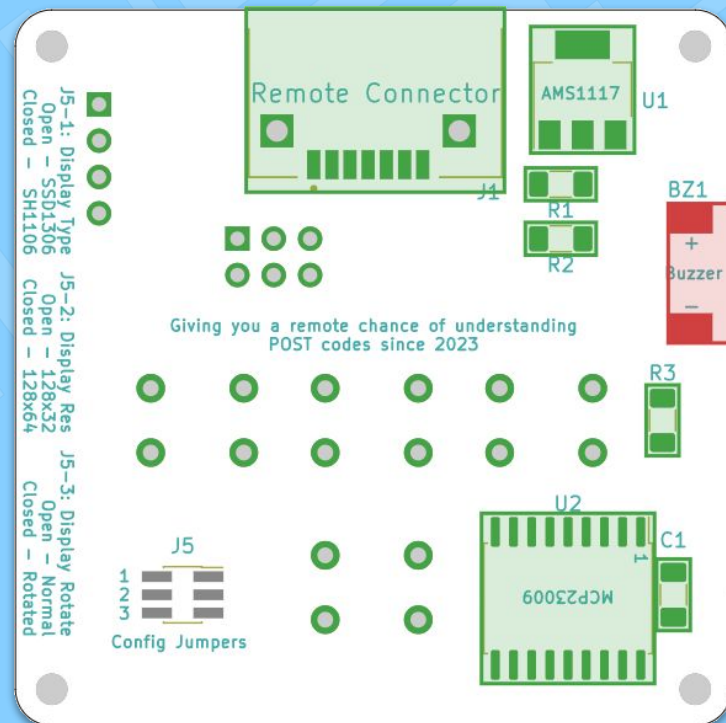 Remote Connector
AMS1117
U1
J1
R1
R2
BZ1
+
Buzzer
−
J5-1: Display Type
Open - SSD1306
Closed - SH1106
J5-2: Display Res
Open - 128x32
Closed - 128x64
J5-3: Display Rotate
Open - Normal
Closed - Rotated
Giving you a remote chance of understanding
POST codes since 2023
R3
U2
1
MCP23009
C1
J5
1
2
3
Config Jumpers